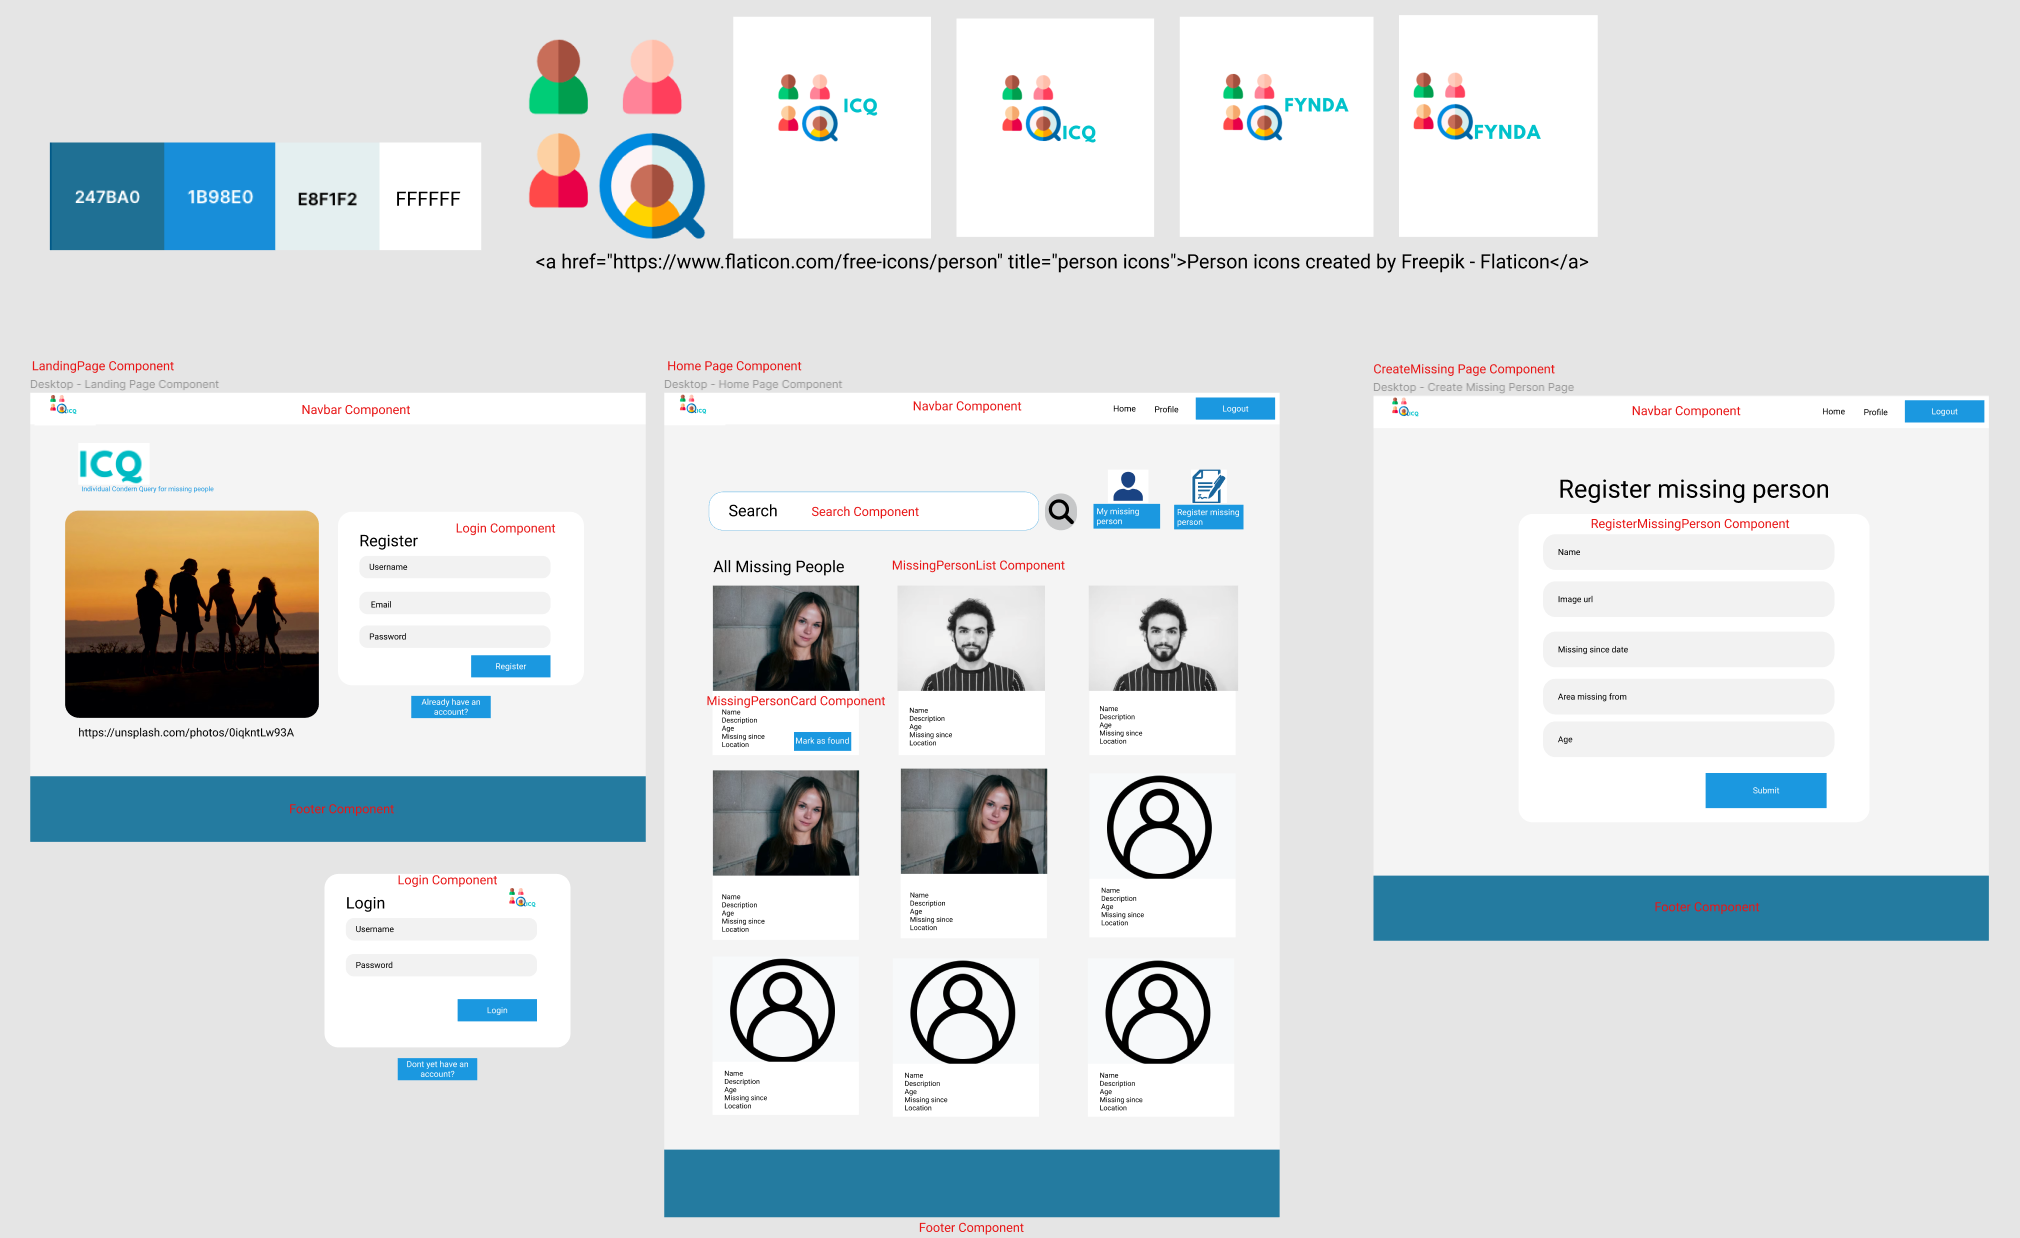 247BA0
1B98E0
E8F1F2
FFFFFF
ICQ
ICQ
FYNDA
FYNDA
<a href="https://www.flaticon.com/free-icons/person" title="person icons">Person icons created by Freepik - Flaticon</a>
LandingPage Component
Desktop - Landing Page Component
ICQ
Navbar Component
ICQ
Individual Condern Query for missing people
Login Component
Register
Username
Email
Password
Register
Already have an
account?
https://unsplash.com/photos/0iqkntLw93A
Footer Component
Login Component
Login
ICQ
Username
Password
Login
Dont yet have an
account?
Home Page Component
Desktop - Home Page Component
ICQ
Navbar Component
Home
Profile
Logout
Search
Search Component
My missing
person
Register missing
person
All Missing People
MissingPersonList Component
MissingPersonCard Component
Name
Description
Age
Missing since
Location
Mark as found
Name
Description
Age
Missing since
Location
Name
Description
Age
Missing since
Location
Name
Description
Age
Missing since
Location
Name
Description
Age
Missing since
Location
Name
Description
Age
Missing since
Location
Name
Description
Age
Missing since
Location
Name
Description
Age
Missing since
Location
Name
Description
Age
Missing since
Location
Footer Component
CreateMissing Page Component
Desktop - Create Missing Person Page
ICQ
Navbar Component
Home
Profile
Logout
Register missing person
RegisterMissingPerson Component
Name
Image url
Missing since date
Area missing from
Age
Submit
Footer Component